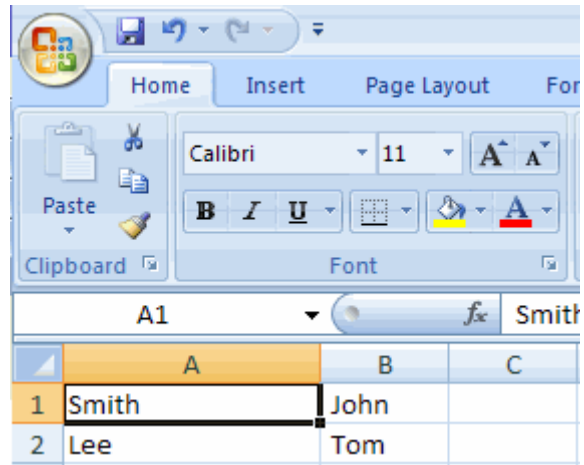 Home Insert Page Layout For
Calibri 11 A A
Paste B I U A
Clipboard Font
A1 fx Smith
A B C
1 Smith John
2 Lee Tom